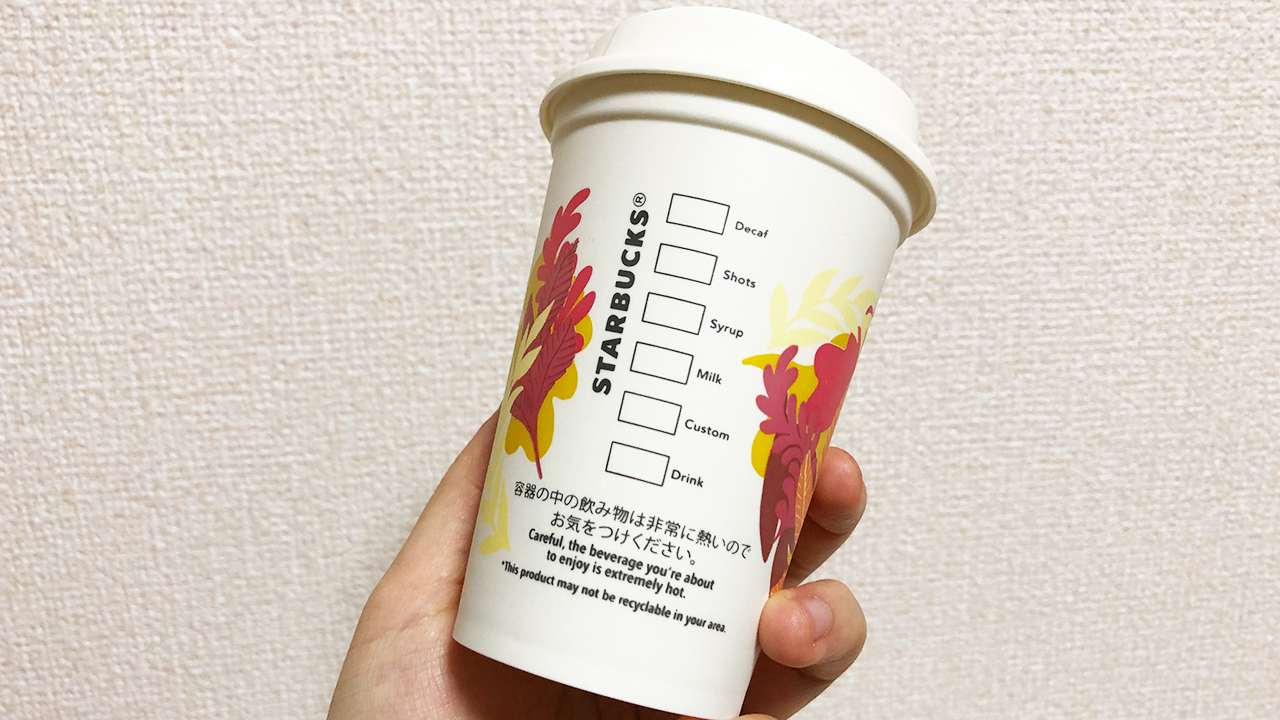 STARBUCKS®
Decaf
Shots
Syrup
Milk
Custom
Drink
容器の中の飲み物は非常に熱いので
お気をつけください。
Careful, the beverage you're about
to enjoy is extremely hot.
*This product may not be recyclable in your area.